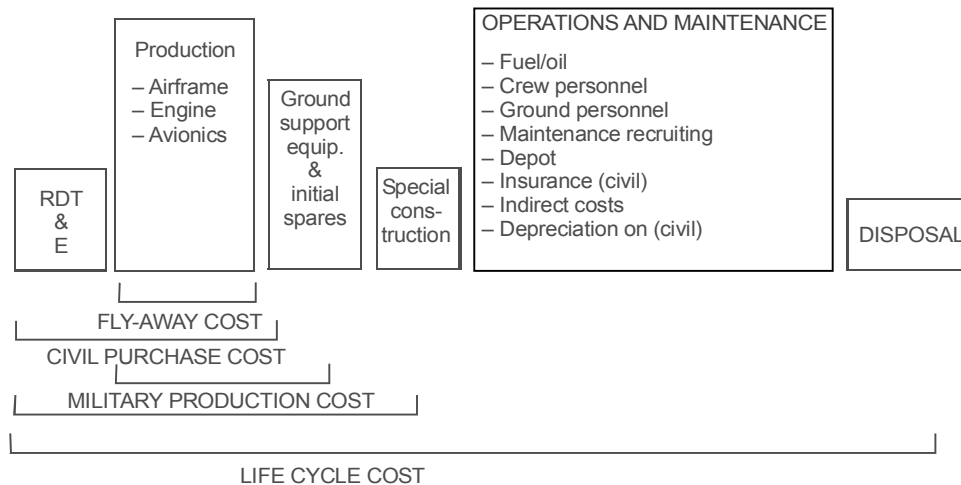 RDT
&
E
Production
– Airframe
– Engine
– Avionics
Ground
support
equip.
&
initial
spares
Special
cons-
truction
OPERATIONS AND MAINTENANCE
– Fuel/oil
– Crew personnel
– Ground personnel
– Maintenance recruiting
– Depot
– Insurance (civil)
– Indirect costs
– Depreciation on (civil)
DISPOSAL
FLY-AWAY COST
CIVIL PURCHASE COST
MILITARY PRODUCTION COST
LIFE CYCLE COST